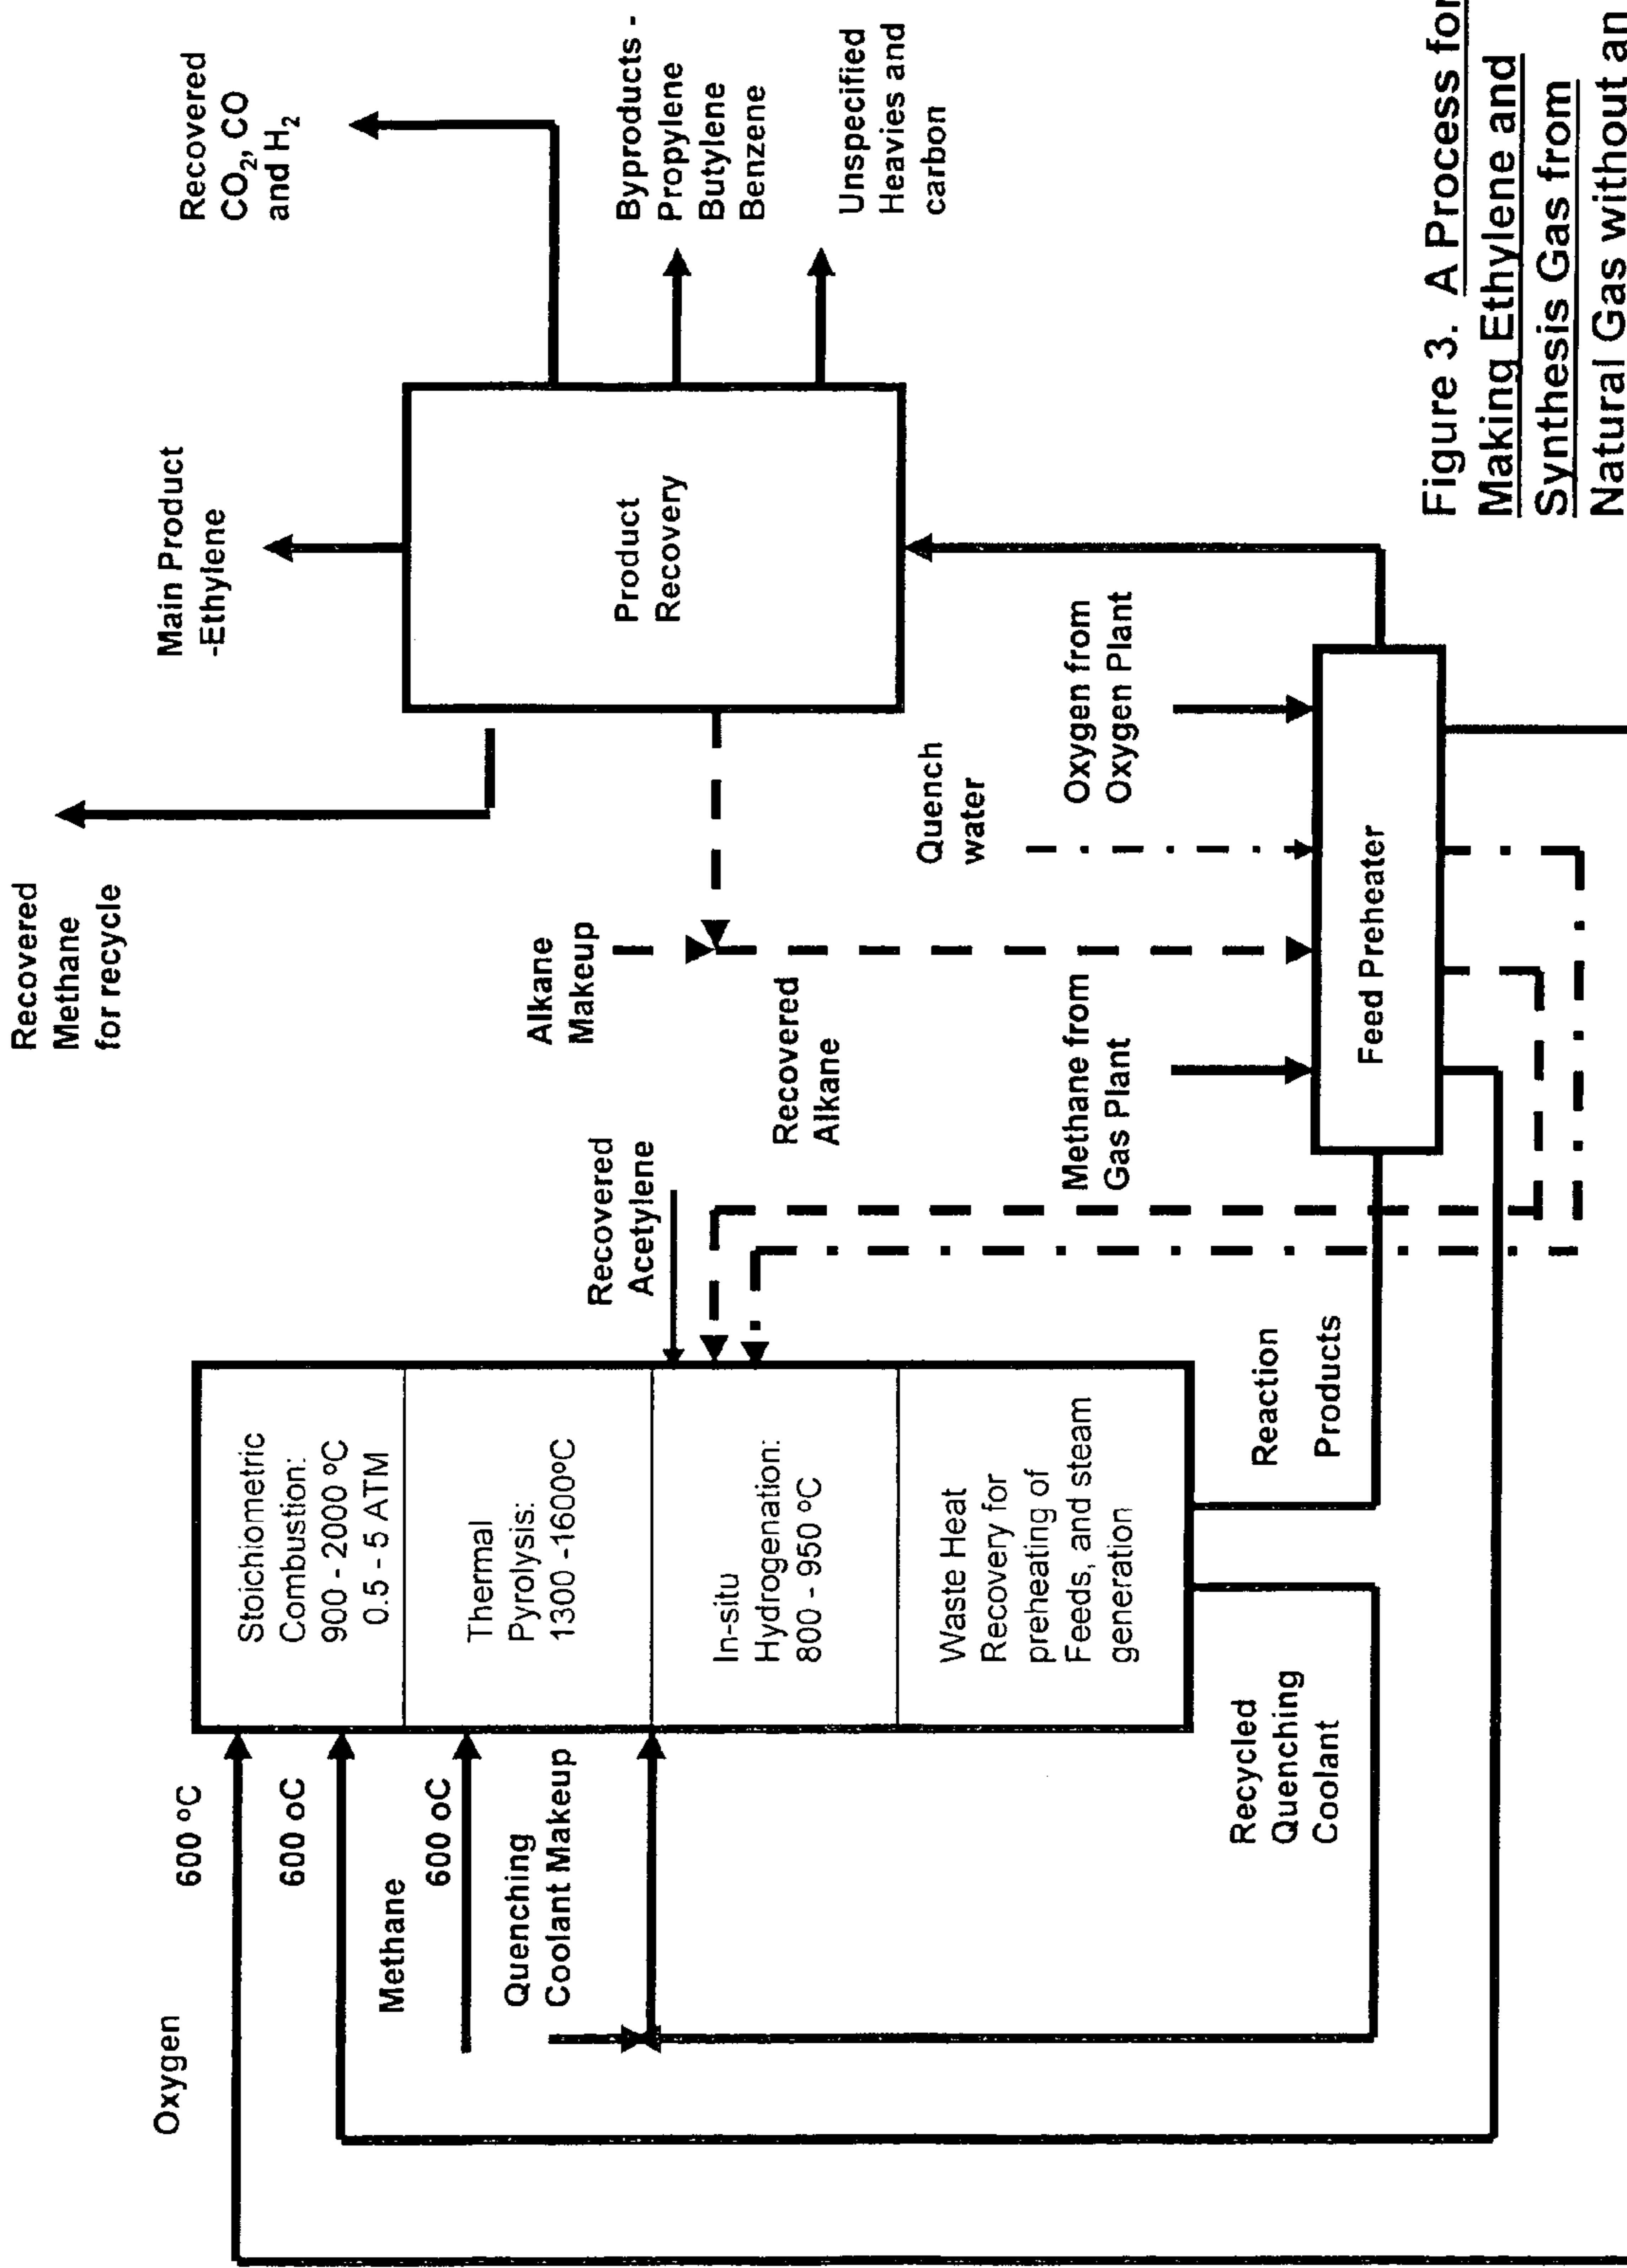 Recovered
Methane
for recycle
Main Product
-Ethylene
Recovered
CO₂, CO
and H₂
Byproducts -
Propylene
Butylene
Benzene
Unspecified
Heavies and
carbon
Product
Recovery
Alkane
Makeup
Recovered
Alkane
Quench
water
Oxygen from
Oxygen Plant
Methane from
Gas Plant
Feed Preheater
Recovered
Acetylene
Oxygen
600 ºC
600 oC
Methane
600 oC
Quenching
Coolant Makeup
Stoichiometric
Combustion:
900 - 2000 ºC
0.5 - 5 ATM
Thermal
Pyrolysis:
1300 -1600ºC
In-situ
Hydrogenation:
800 - 950 ºC
Waste Heat
Recovery for
preheating of
Feeds, and steam
generation
Recycled
Quenching
Coolant
Reaction
Products
Figure 3. A Process for
Making Ethylene and
Synthesis Gas from
Natural Gas without an